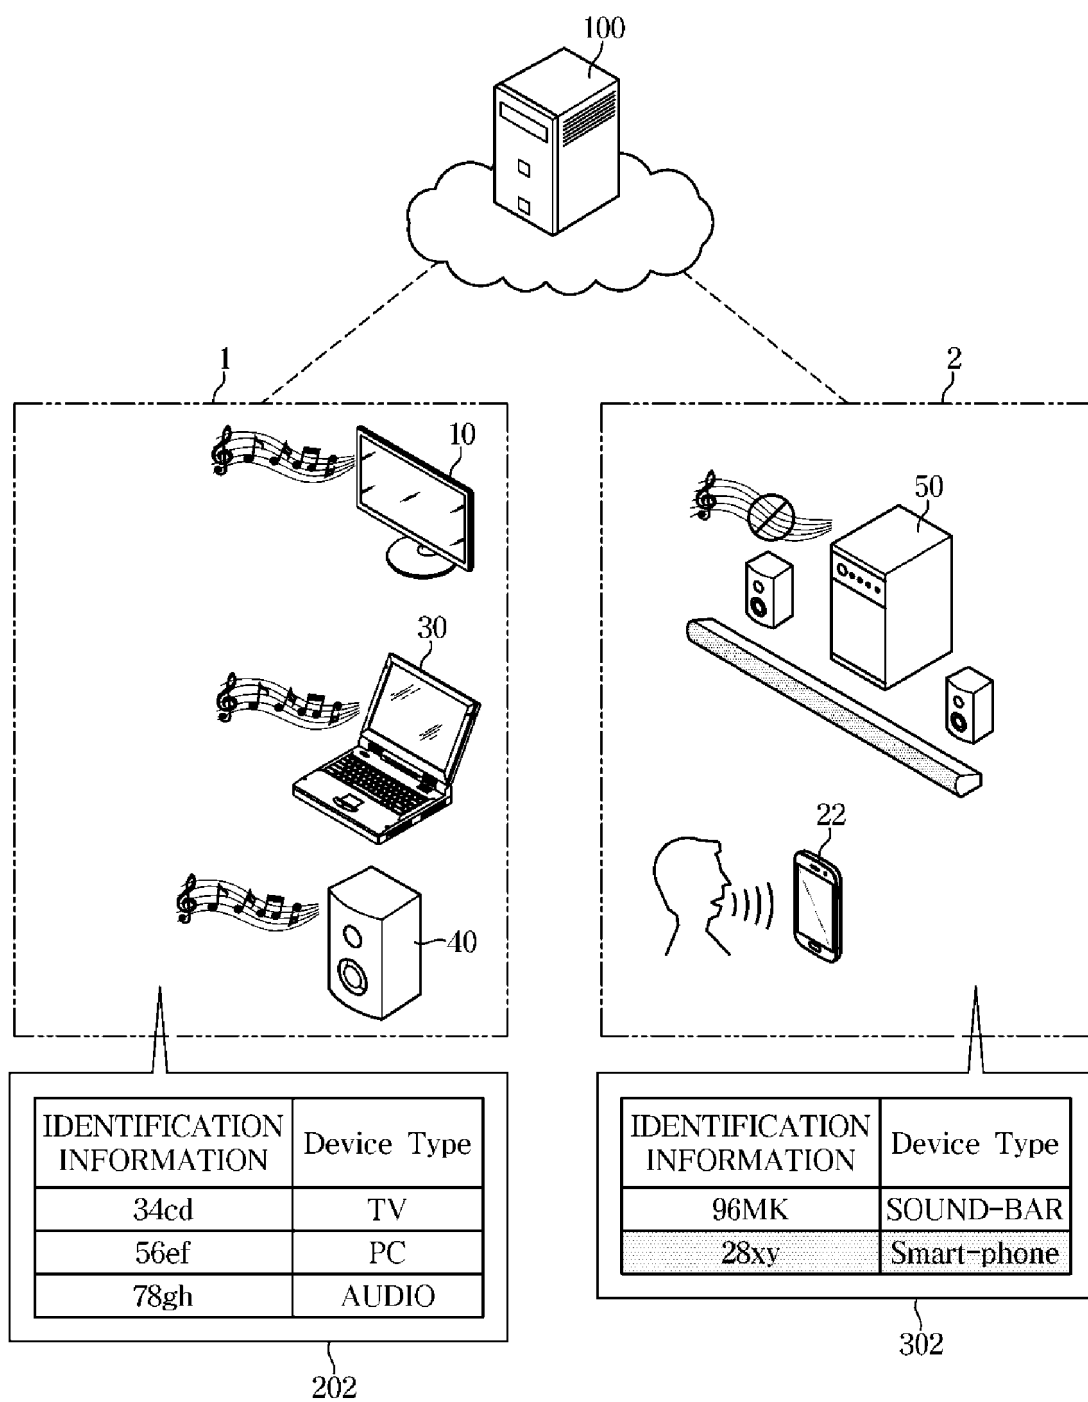 100
1
2
10
50
30
22
40
IDENTIFICATION
INFORMATION
Device Type
34cd
TV
56ef
PC
78gh
AUDIO
202
IDENTIFICATION
INFORMATION
Device Type
96MK
SOUND-BAR
28xy
Smart-phone
302